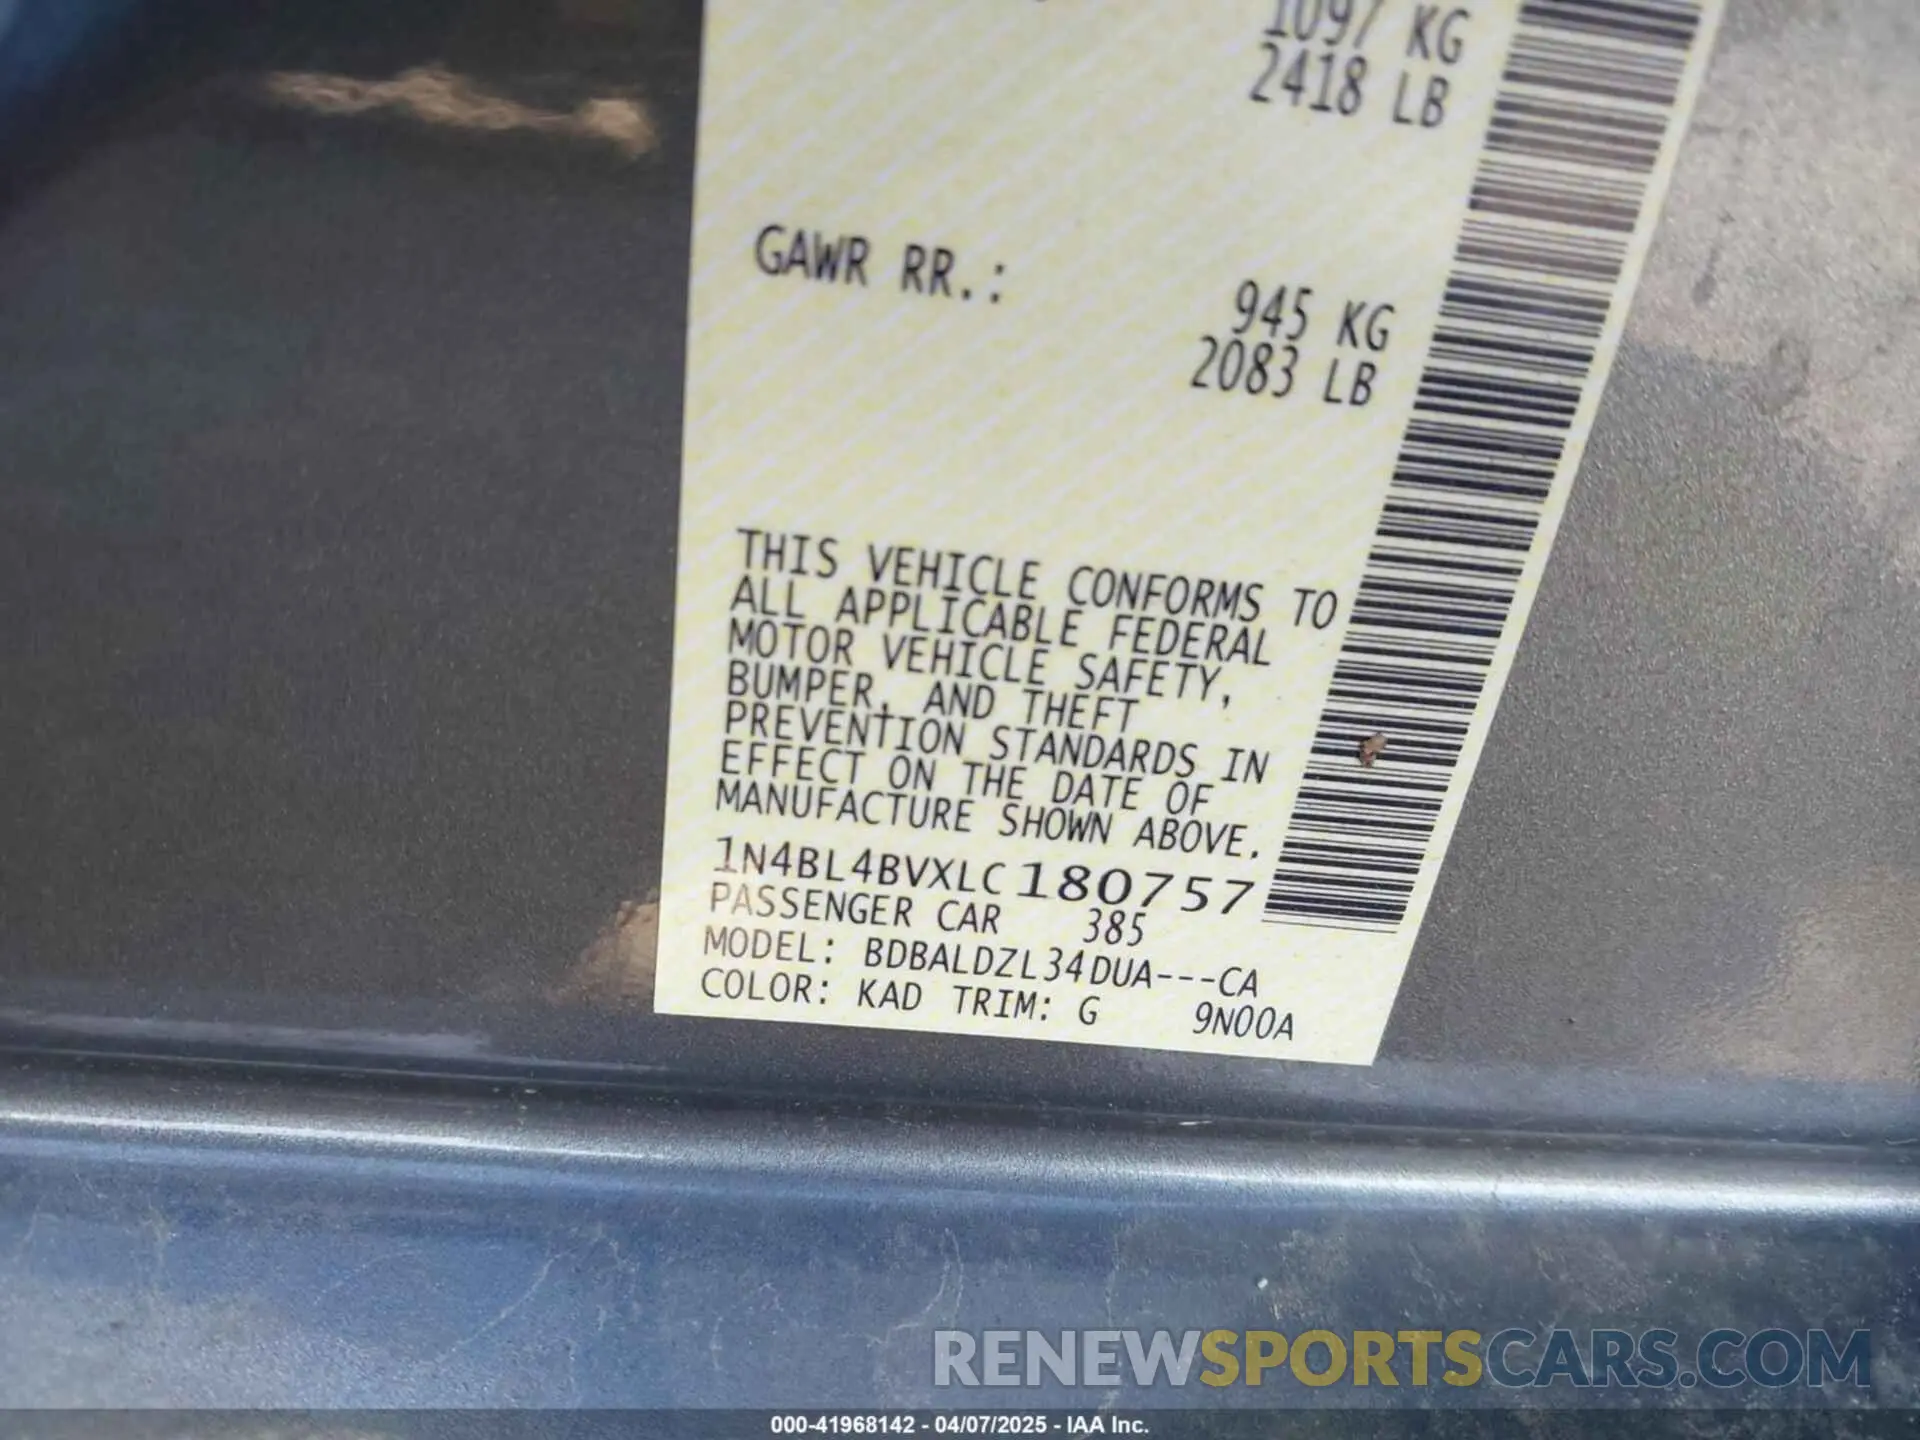 1097 KG
2418 LB
GAWR RR.:
945 KG
2083 LB
THIS VEHICLE CONFORMS TO
ALL APPLICABLE FEDERAL
MOTOR VEHICLE SAFETY,
BUMPER, AND THEFT
PREVENTION STANDARDS IN
EFFECT ON THE DATE OF
MANUFACTURE SHOWN ABOVE.
1N4BL4BVXLC180757
PASSENGER CAR 385
MODEL: BDBALDZL34DUA---CA
COLOR: KAD TRIM: G 9N00A
RENEWSPORTSCARS.COM
000-41968142 - 04/07/2025 - IAA Inc.